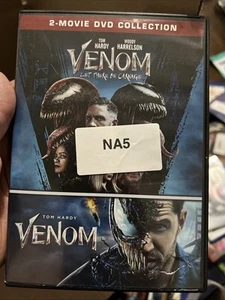 2-MOVIE DVD COLLECTION
TOM HARDY WOODY HARRELSON
VENOM
LET THERE BE CARNAGE
NA5
TOM HARDY
VENOM